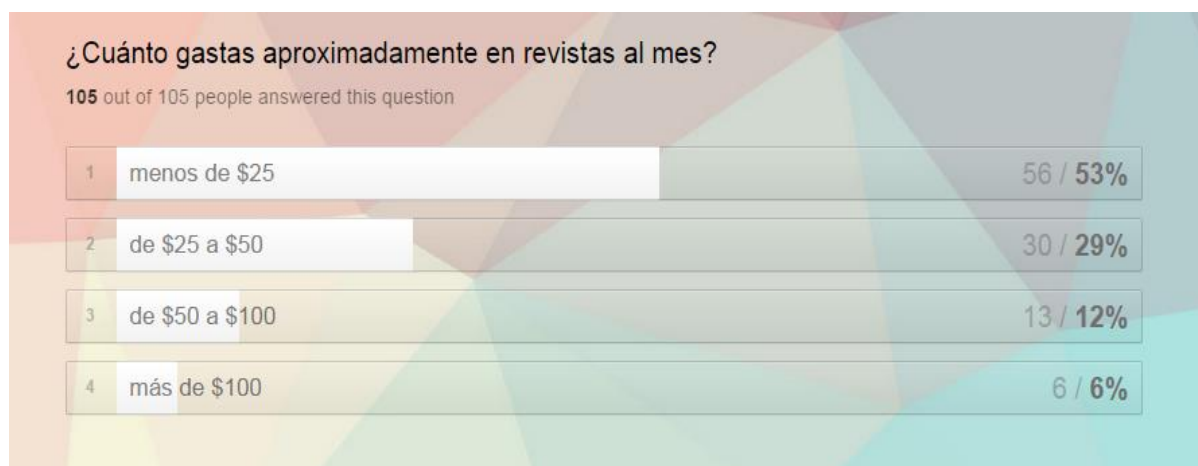 ¿Cuánto gastas aproximadamente en revistas al mes?
105 out of 105 people answered this question
1 menos de $25 56 / 53%
2 de $25 a $50 30 / 29%
3 de $50 a $100 13 / 12%
4 más de $100 6 / 6%